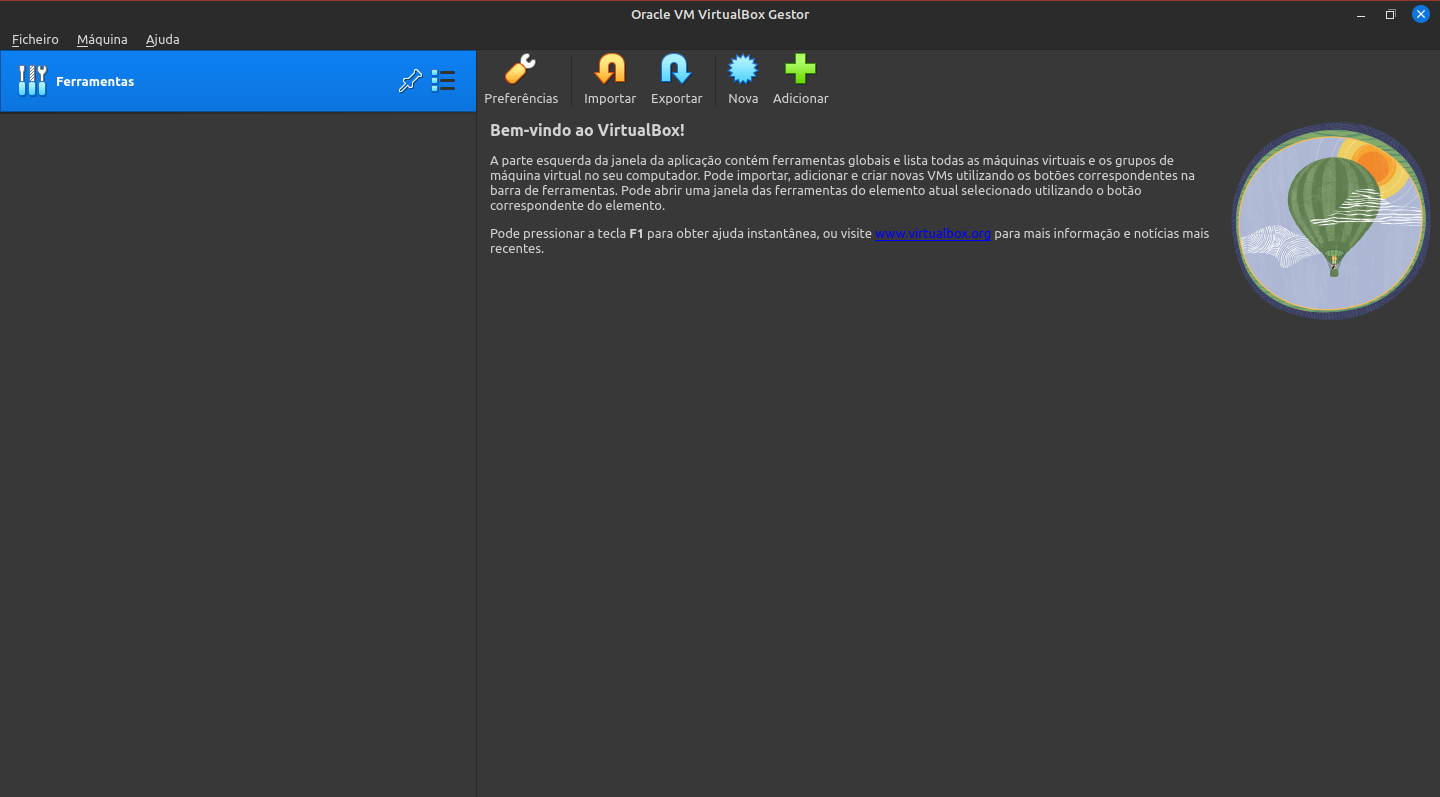 Oracle VM VirtualBox Gestor
Ficheiro Máquina Ajuda
Ferramentas
Preferências Importar Exportar Nova Adicionar
Bem-vindo ao VirtualBox!
A parte esquerda da janela da aplicação contém ferramentas globais e lista todas as máquinas virtuais e os grupos de
máquina virtual no seu computador. Pode importar, adicionar e criar novas VMs utilizando os botões correspondentes na
barra de ferramentas. Pode abrir uma janela das ferramentas do elemento atual selecionado utilizando o botão
correspondente do elemento.
Pode pressionar a tecla F1 para obter ajuda instantânea, ou visite www.virtualbox.org para mais informação e notícias mais
recentes.